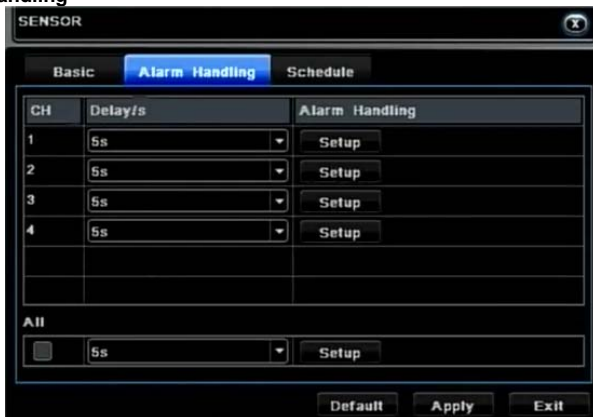 SENSOR X
Basic Alarm Handling Schedule
CH Delay/s Alarm Handling
1 5s Setup
2 5s Setup
3 5s Setup
4 5s Setup
All
5s Setup
Default Apply Exit